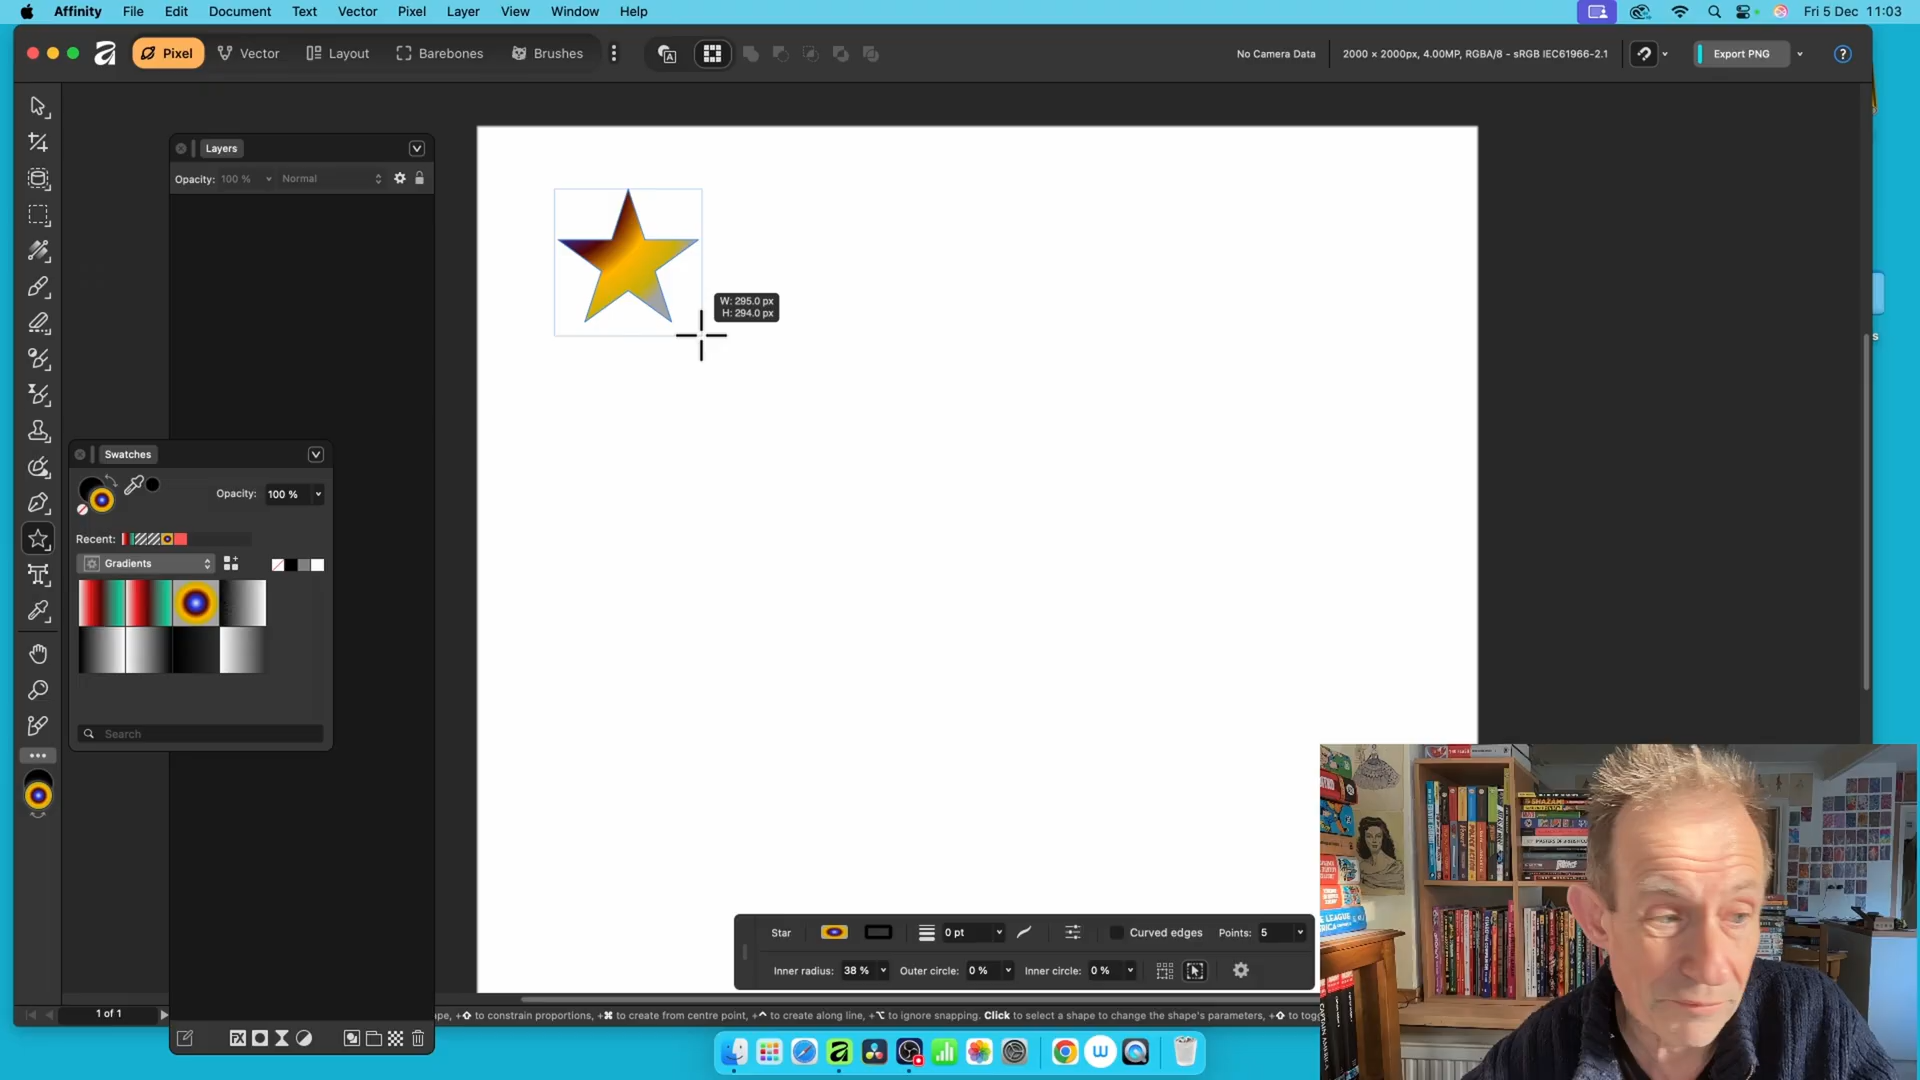 Affinity File Edit Document Text Vector Pixel Layer View Window Help Fri 5 Dec 11:03
Pixel Vector Layout Barebones Brushes No Camera Data 2000 × 2000px, 4.00MP, RGBA/8 - sRGB IEC61966-2.1 Export PNG
Layers
Opacity: 100 % Normal
W: 295.0 px
H: 294.0 px
Swatches
Opacity: 100 %
Recent:
Gradients
Search
Star 0 pt Curved edges Points: 5
Inner radius: 38 % Outer circle: 0 % Inner circle: 0 %
1 of 1
to constrain proportions, +⌘ to create from centre point, +⌃ to create along line, +⌥ to ignore snapping. Click to select a shape to change the shape's parameters,
SHAZAM!